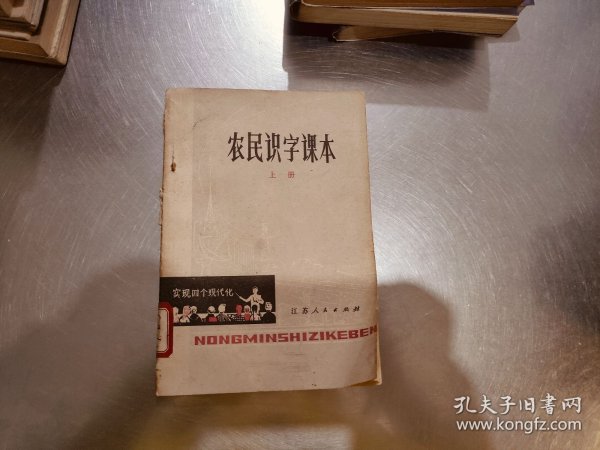 农民识字课本
上册
实现四个现代化
江苏人民出版社
NONGMINSHIZIKEBEN
孔夫子旧书网
www.kongfz.com